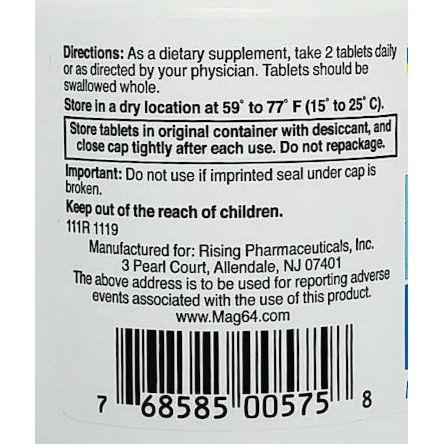 Directions: As a dietary supplement, take 2 tablets daily
or as directed by your physician. Tablets should be
swallowed whole.
Store in a dry location at 59° to 77° F (15° to 25° C).
Store tablets in original container with desiccant, and
close cap tightly after each use. Do not repackage.
Important: Do not use if imprinted seal under cap is
broken.
Keep out of the reach of children.
111R 1119
Manufactured for: Rising Pharmaceuticals, Inc.
3 Pearl Court, Allendale, NJ 07401
The above address is to be used for reporting adverse
events associated with the use of this product.
www.Mag64.com
7 68585 00575 8